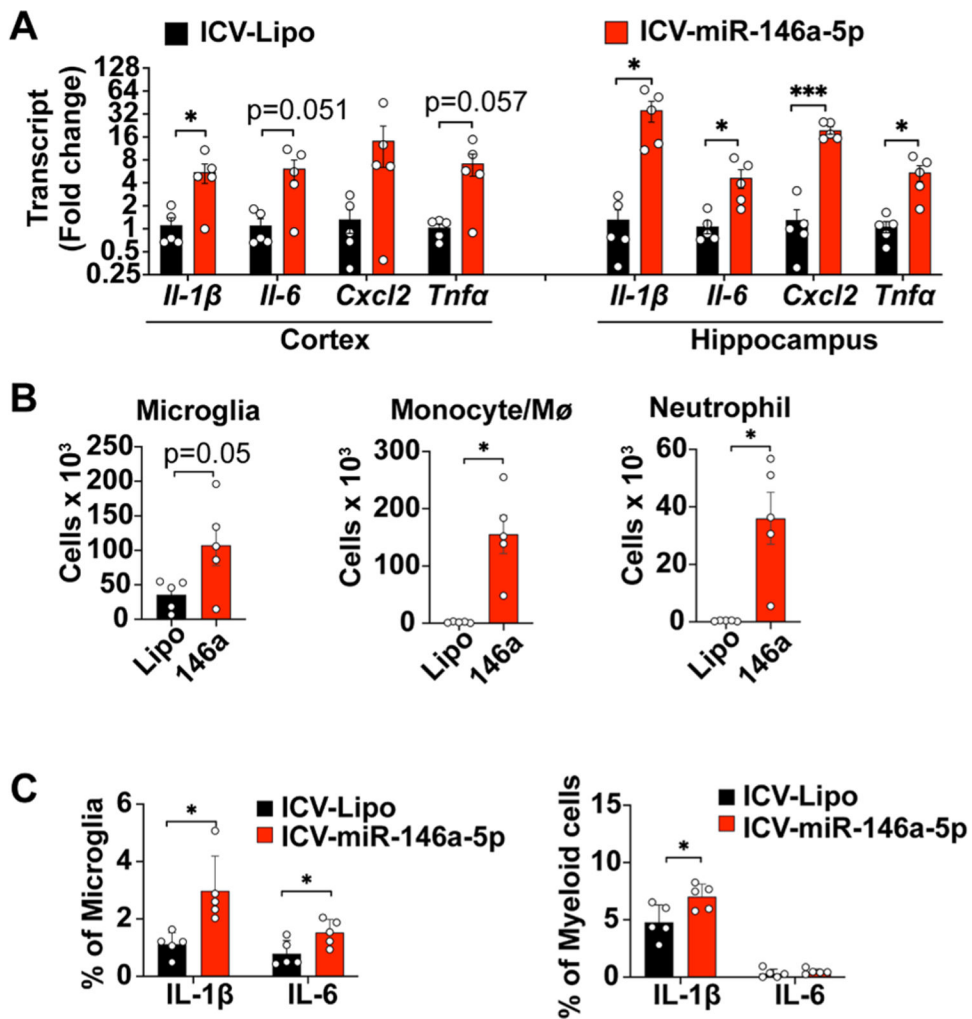 A
ICV-Lipo
ICV-miR-146a-5p
Transcript
(Fold change)
128
64
32
16
8
4
2
1
0.5
0.25
*
p=0.051
p=0.057
*
*
***
*
Il-1β
Il-6
Cxcl2
Tnfα
Il-1β
Il-6
Cxcl2
Tnfα
Cortex
Hippocampus
B
Microglia
Monocyte/Mø
Neutrophil
Cells x 10³
250
200
150
100
50
0
p=0.05
Lipo
146a
Cells x 10³
300
200
100
0
*
Lipo
146a
Cells x 10³
60
40
20
0
*
Lipo
146a
C
% of Microglia
6
4
2
0
*
*
ICV-Lipo
ICV-miR-146a-5p
IL-1β
IL-6
% of Myeloid cells
15
10
5
0
*
ICV-Lipo
ICV-miR-146a-5p
IL-1β
IL-6